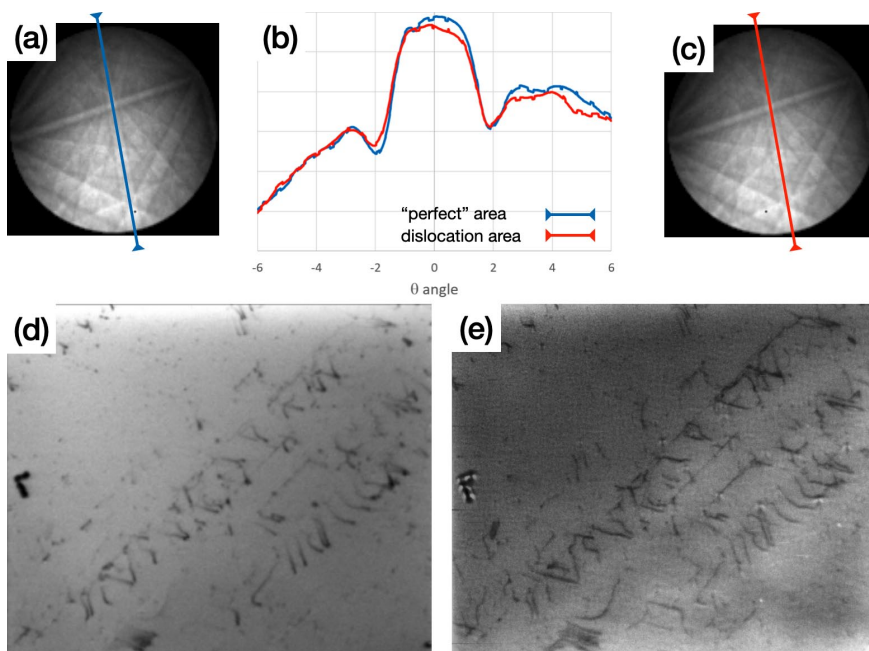 (a)
(b)
(c)
“perfect” area
dislocation area
-6 -4 -2 0 2 4 6
θ angle
(d)
(e)